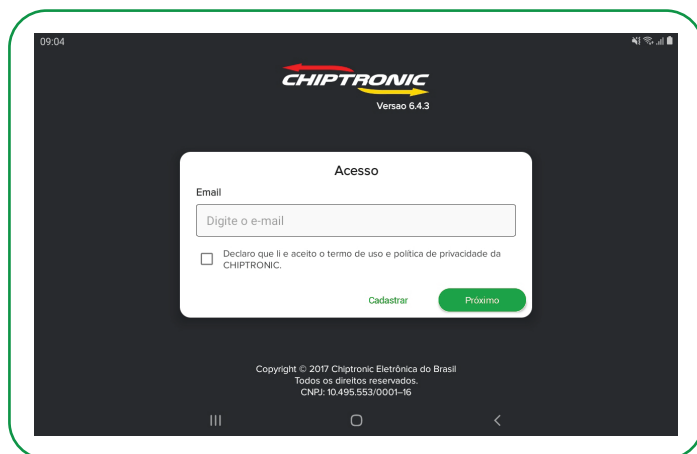 09:04
CHIPTRONIC
Versao 6.4.3
Acesso
Email
Digite o e-mail
Declaro que li e aceito o termo de uso e política de privacidade da
CHIPTRONIC.
Cadastrar
Próximo
Copyright © 2017 Chiptronic Eletrônica do Brasil
Todos os direitos reservados.
CNPJ: 10.495.553/0001–16